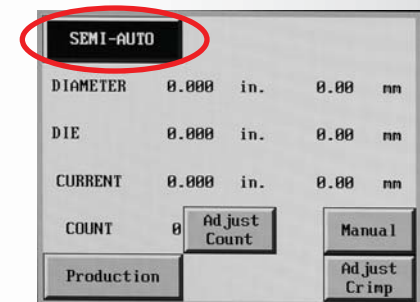 SEMI-AUTO
DIAMETER 0.000 in. 0.00 mm
DIE 0.000 in. 0.00 mm
CURRENT 0.000 in. 0.00 mm
COUNT 0 Adjust Count Manual
Production Adjust Crimp